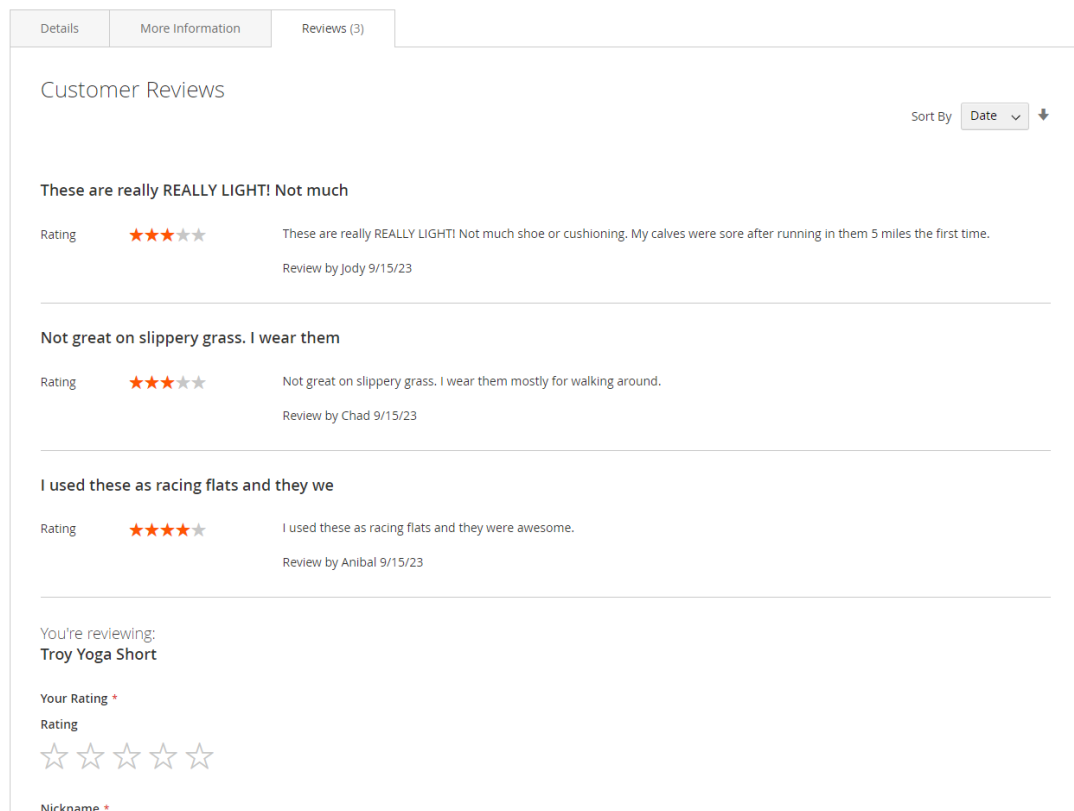 Details
More Information
Reviews (3)
Customer Reviews
Sort By
Date
These are really REALLY LIGHT! Not much
Rating
These are really REALLY LIGHT! Not much shoe or cushioning. My calves were sore after running in them 5 miles the first time.
Review by Jody 9/15/23
Not great on slippery grass. I wear them
Rating
Not great on slippery grass. I wear them mostly for walking around.
Review by Chad 9/15/23
I used these as racing flats and they we
Rating
I used these as racing flats and they were awesome.
Review by Anibal 9/15/23
You're reviewing:
Troy Yoga Short
Your Rating *
Rating
Nickname *